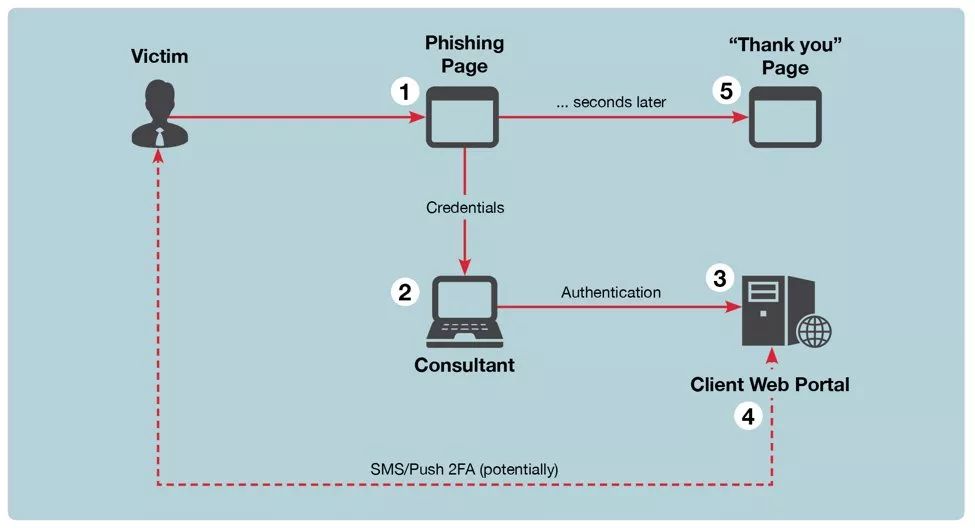 Victim
Phishing
Page
“Thank you”
Page
1
... seconds later
5
Credentials
2
Authentication
3
Consultant
Client Web Portal
4
SMS/Push 2FA (potentially)